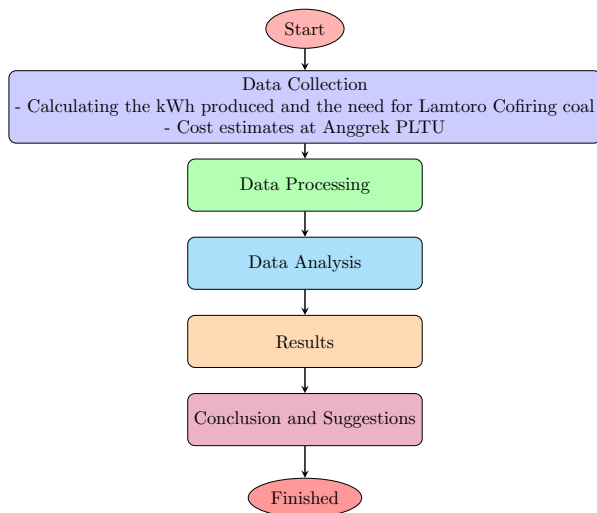 Start
Data Collection
- Calculating the kWh produced and the need for Lamtoro Cofiring coal
- Cost estimates at Anggrek PLTU
Data Processing
Data Analysis
Results
Conclusion and Suggestions
Finished